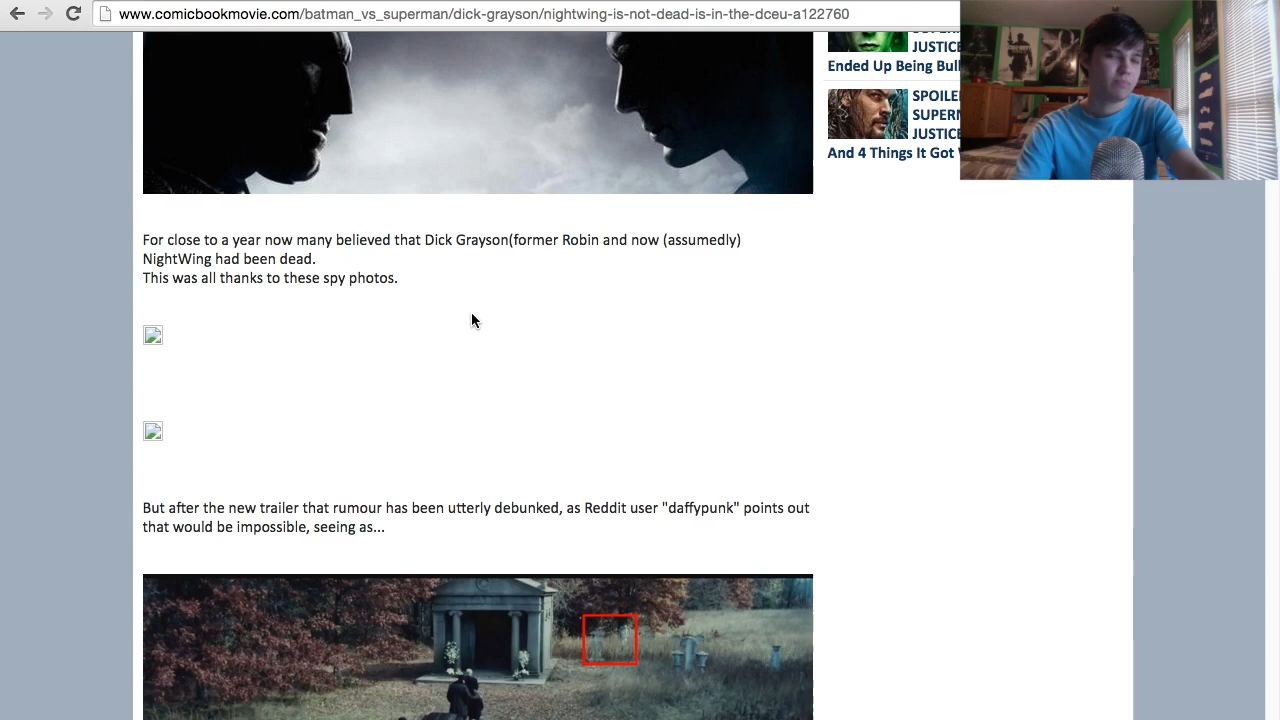 www.comicbookmovie.com/batman_vs_superman/dick-grayson/nightwing-is-not-dead-is-in-the-dceu-a122760
JUSTICE
Ended Up Being Bull
SPOILE
SUPERM
JUSTICE
And 4 Things It Got
For close to a year now many believed that Dick Grayson(former Robin and now (assumedly)
NightWing had been dead.
This was all thanks to these spy photos.
But after the new trailer that rumour has been utterly debunked, as Reddit user "daffypunk" points out
that would be impossible, seeing as...